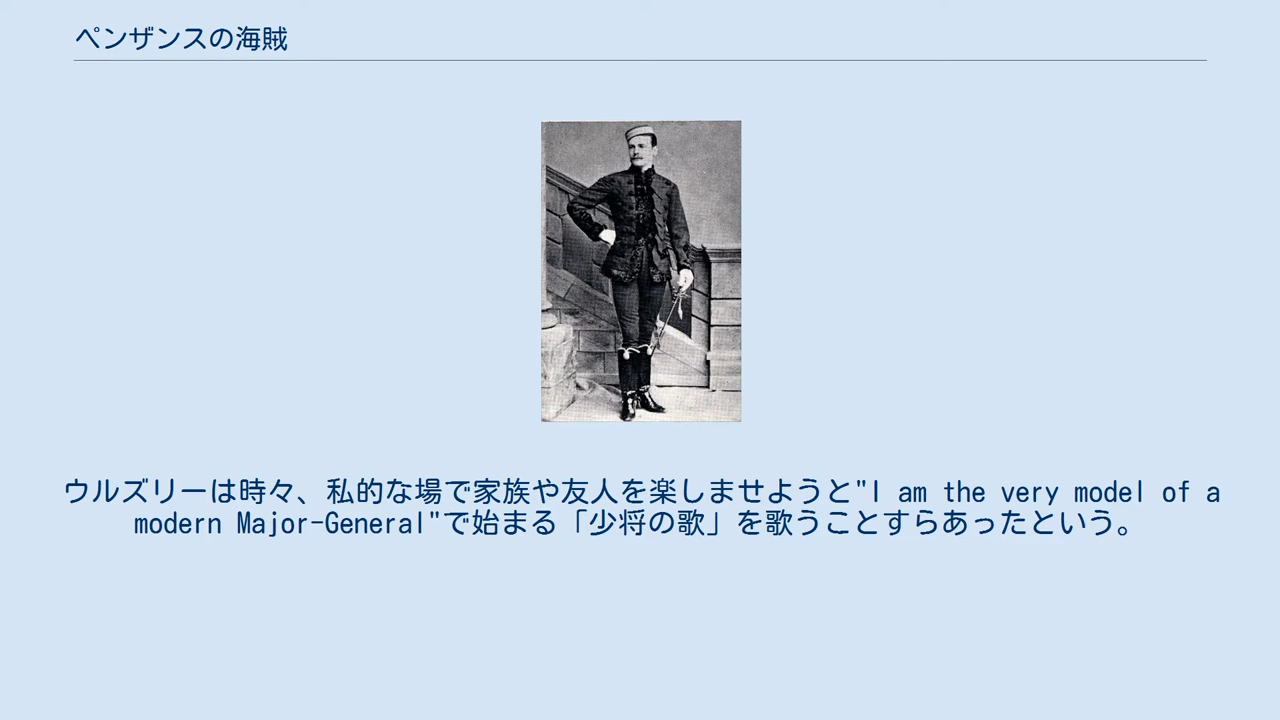 ペンザンスの海賊
ウルズリーは時々、私的な場で家族や友人を楽しませようと"I am the very model of a
modern Major-General"で始まる「少将の歌」を歌うことすらあったという。